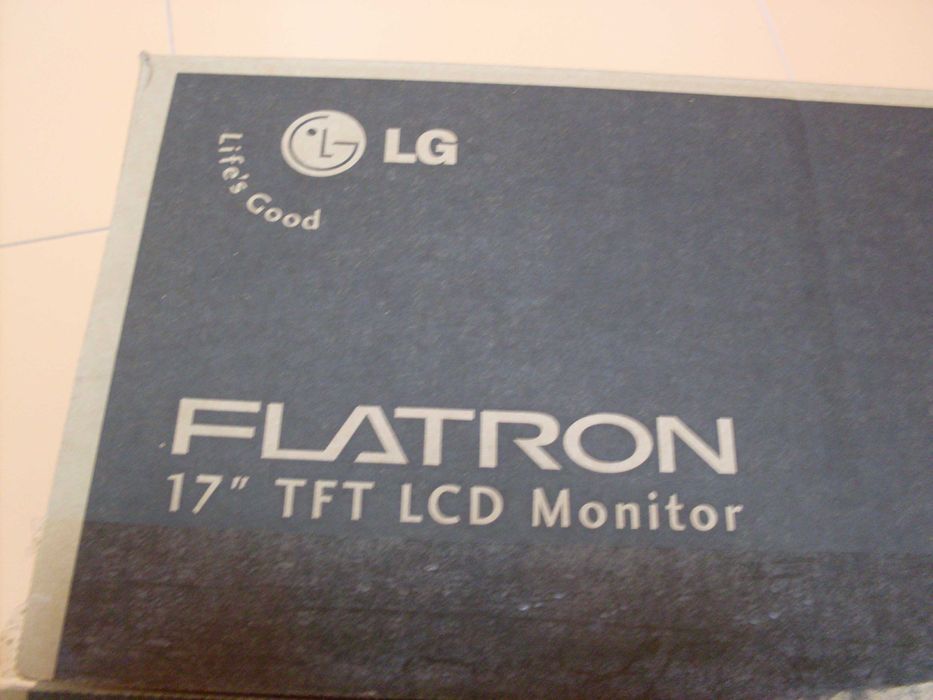 LG
Life's Good
FLATRON
17" TFT LCD Monitor